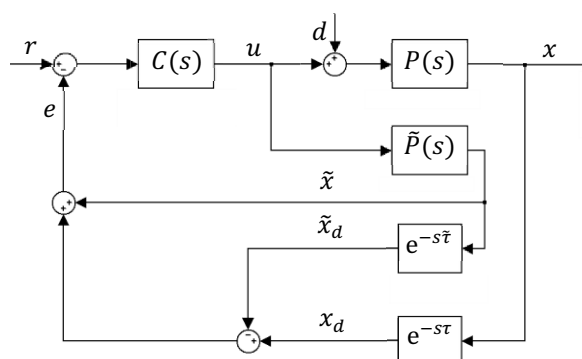 r
C(s)
u
d
P(s)
x
e
P̃(s)
x̃
x̃_d
e^{-sτ̃}
x_d
e^{-sτ}